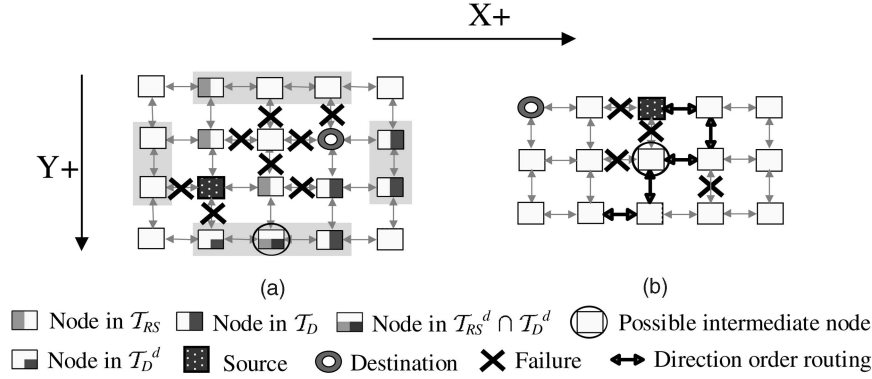 X+
Y+
(a)
(b)
Node in 𝒯_RS Node in 𝒯_D Node in 𝒯_RS^d ∩ 𝒯_D^d Possible intermediate node
Node in 𝒯_D^d Source Destination Failure Direction order routing